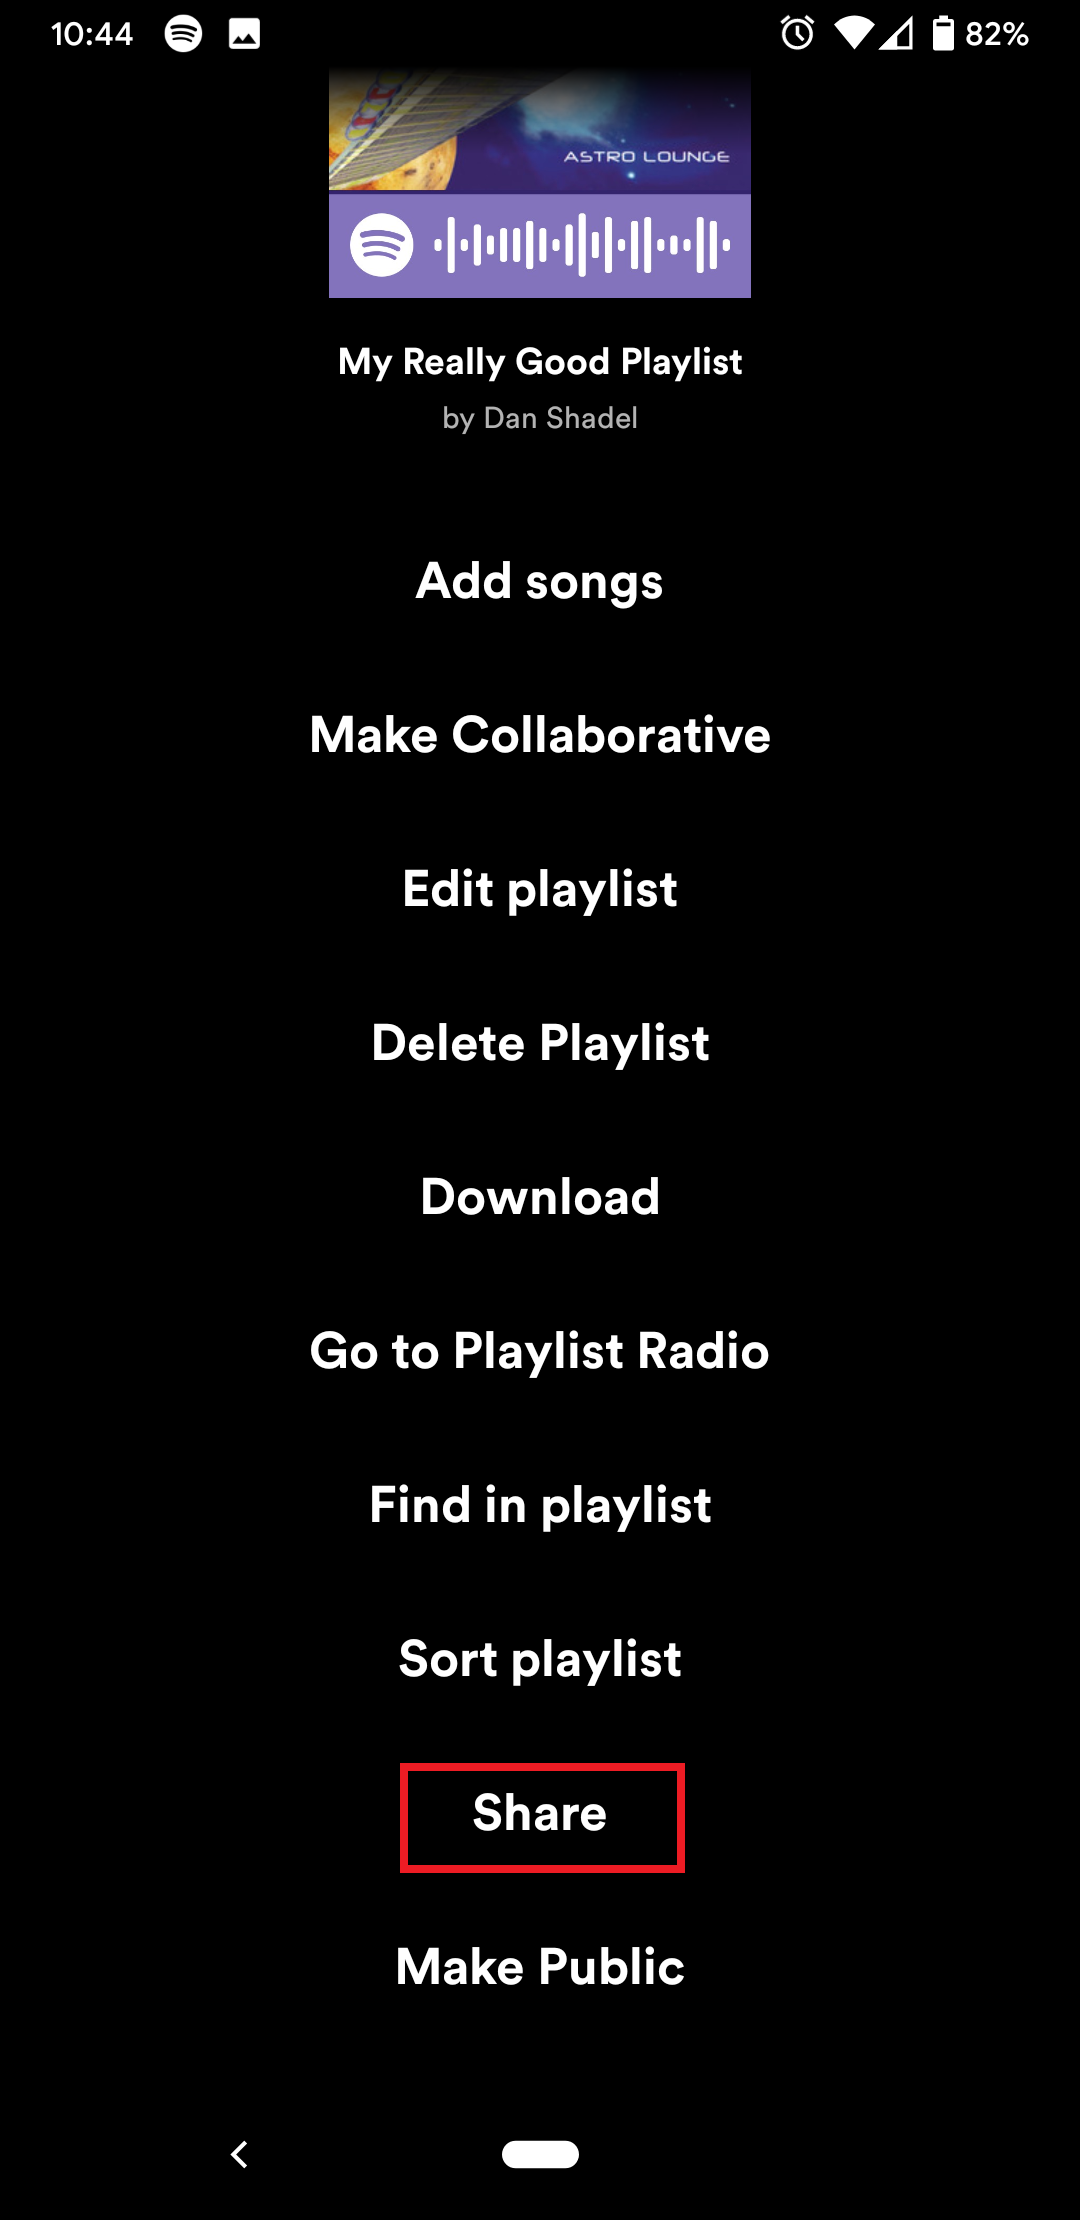 10:44
82%
ASTRO LOUNGE
My Really Good Playlist
by Dan Shadel
Add songs
Make Collaborative
Edit playlist
Delete Playlist
Download
Go to Playlist Radio
Find in playlist
Sort playlist
Share
Make Public